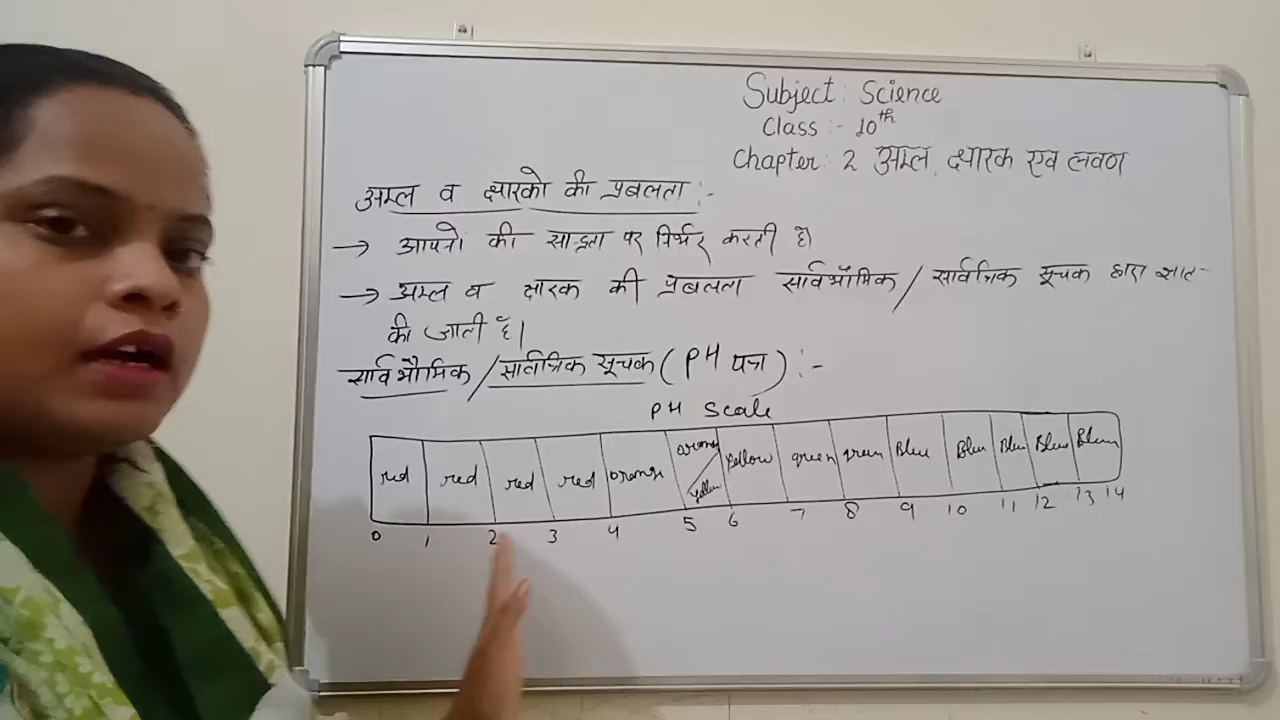 Subject: Science
Class :- 10th
Chapter: 2 अम्ल, क्षारक एव लवण
अम्ल व क्षारको की प्रबलता :-
→ आयनो की सान्द्रता पर निर्भर करती है।
→ अम्ल व क्षारक की प्रबलता सार्वभौमिक / सार्वत्रिक सूचक द्वारा ज्ञात-
की जाती है।
सार्वभौमिक / सार्वत्रिक सूचक (PH पत्र) :-
PH Scale
red red red red orange orange / yellow yellow green green Blue Blue Blue Blue Blue
0 1 2 3 4 5 6 7 8 9 10 11 12 13 14